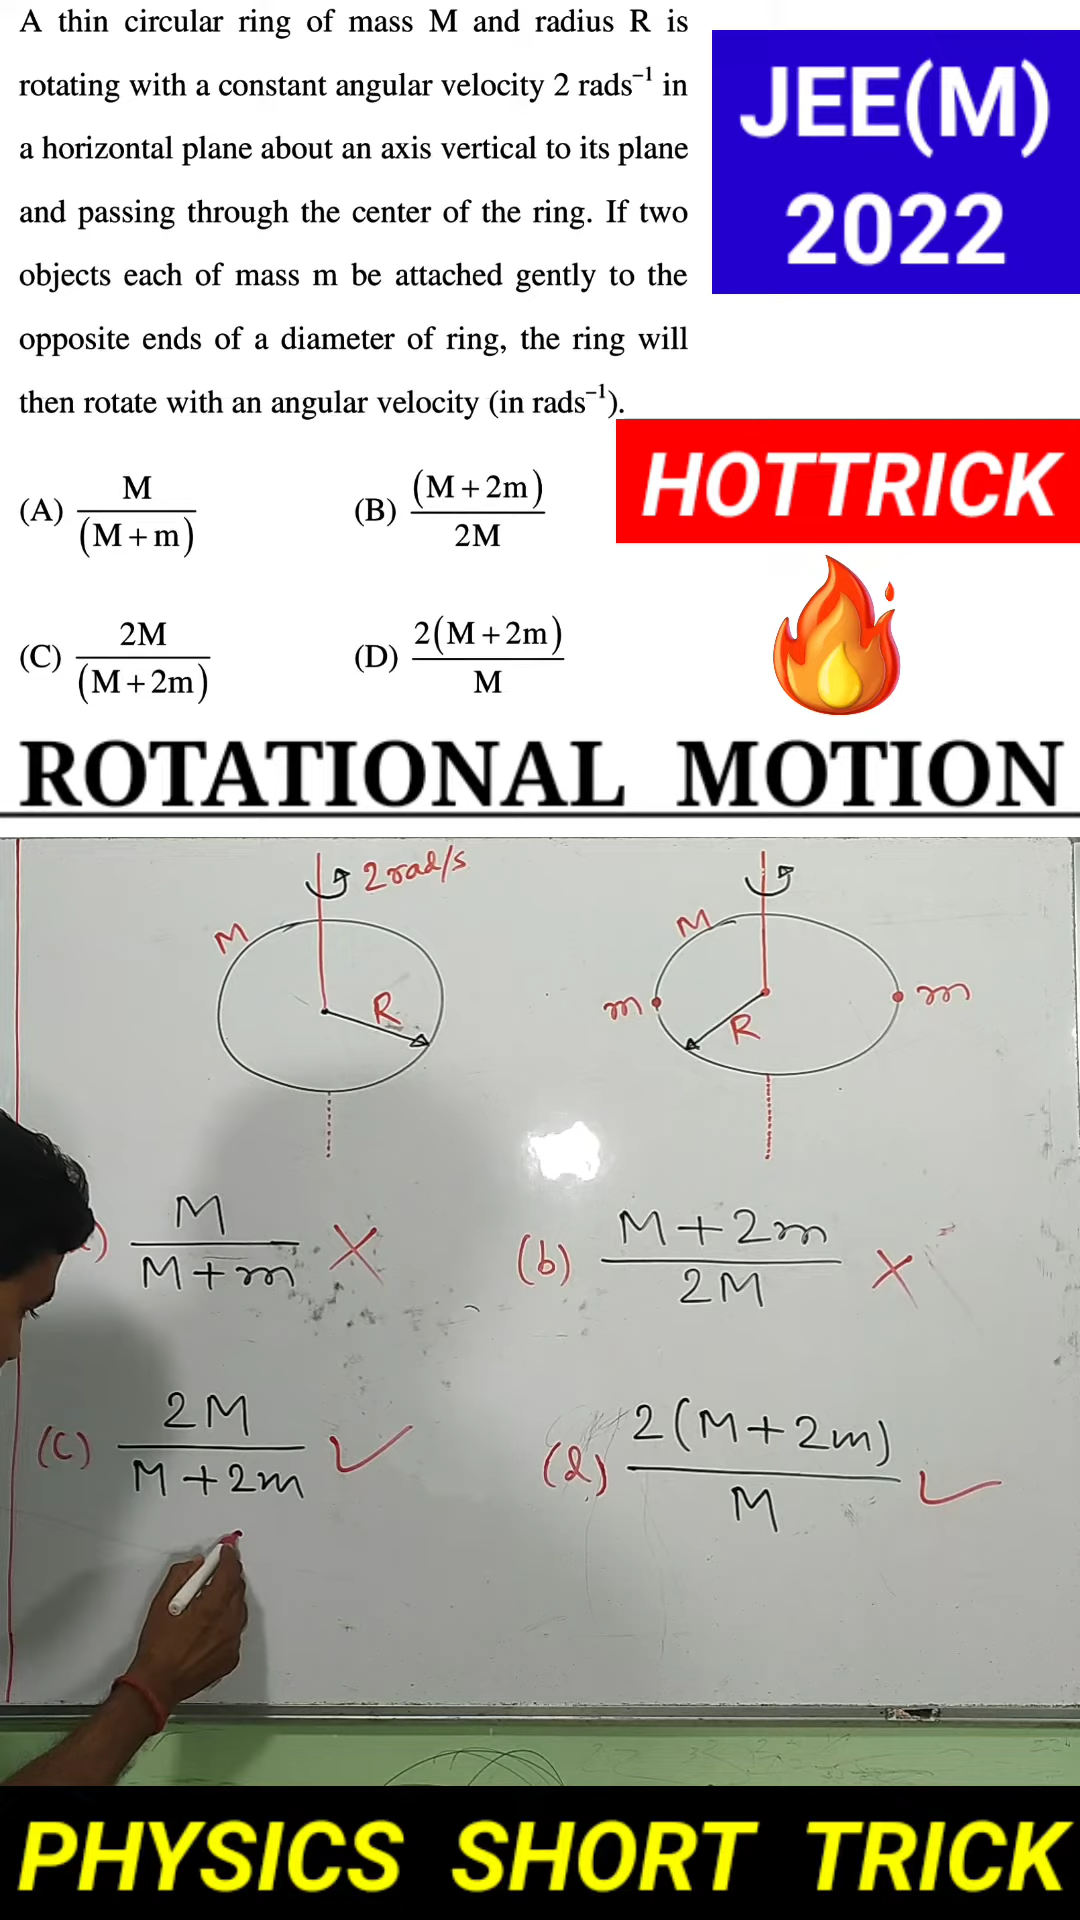 A thin circular ring of mass M and radius R is
rotating with a constant angular velocity 2 rads⁻¹ in
a horizontal plane about an axis vertical to its plane
and passing through the center of the ring. If two
objects each of mass m be attached gently to the
opposite ends of a diameter of ring, the ring will
then rotate with an angular velocity (in rads⁻¹).
JEE(M)
2022
HOTTRICK
(A) M/(M+m)
(B) (M+2m)/2M
(C) 2M/(M+2m)
(D) 2(M+2m)/M
ROTATIONAL MOTION
2 rad/s
M
R
M
m
m
R
) M/M+m ×
(b) M+2m/2M ×
(c) 2M/M+2m ✓
(d) 2(M+2m)/M ✓
PHYSICS SHORT TRICK